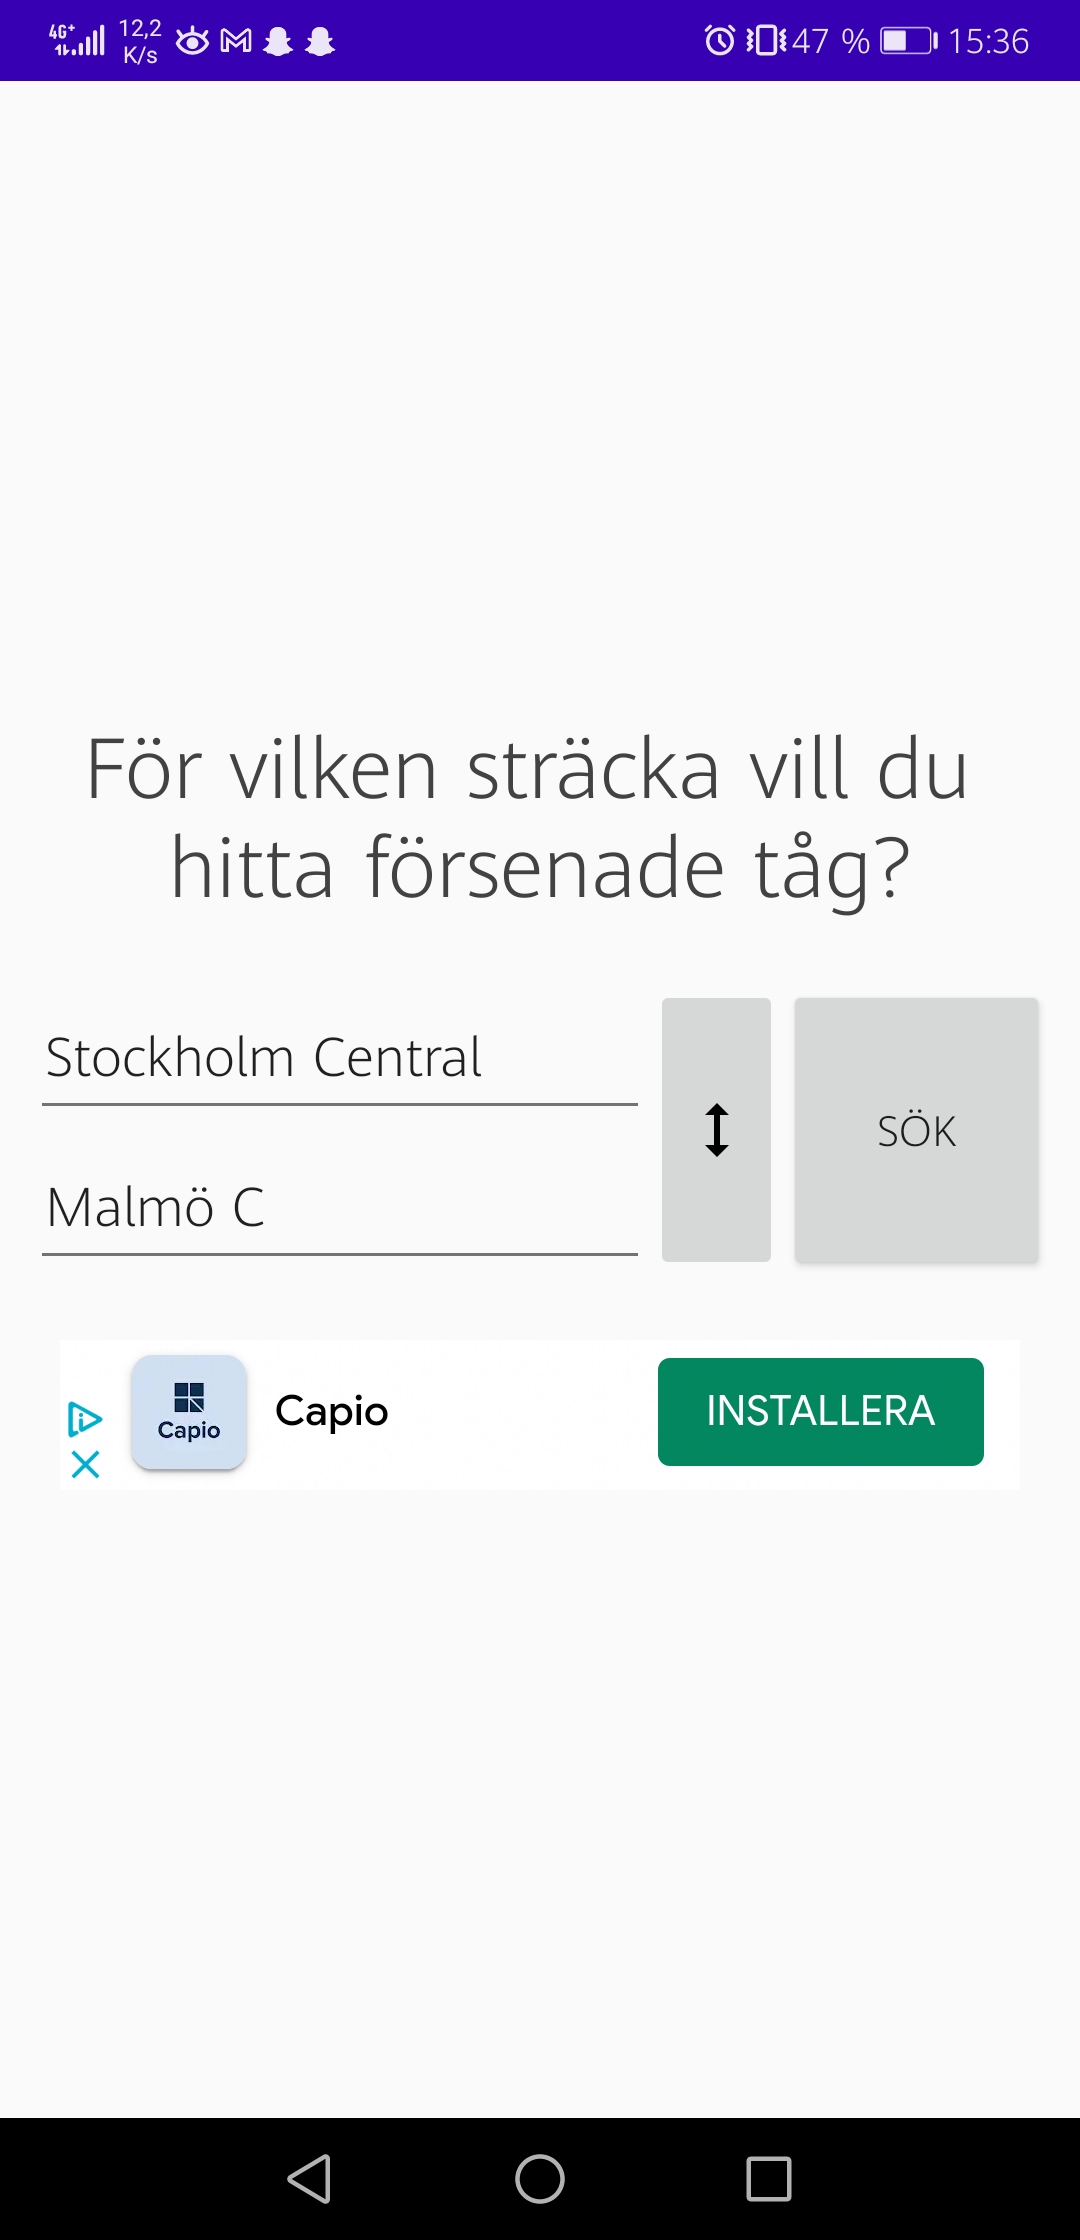 4G+ 12,2 K/s 47 % 15:36
För vilken sträcka vill du
hitta försenade tåg?
Stockholm Central
SÖK
Malmö C
Capio
Capio
INSTALLERA